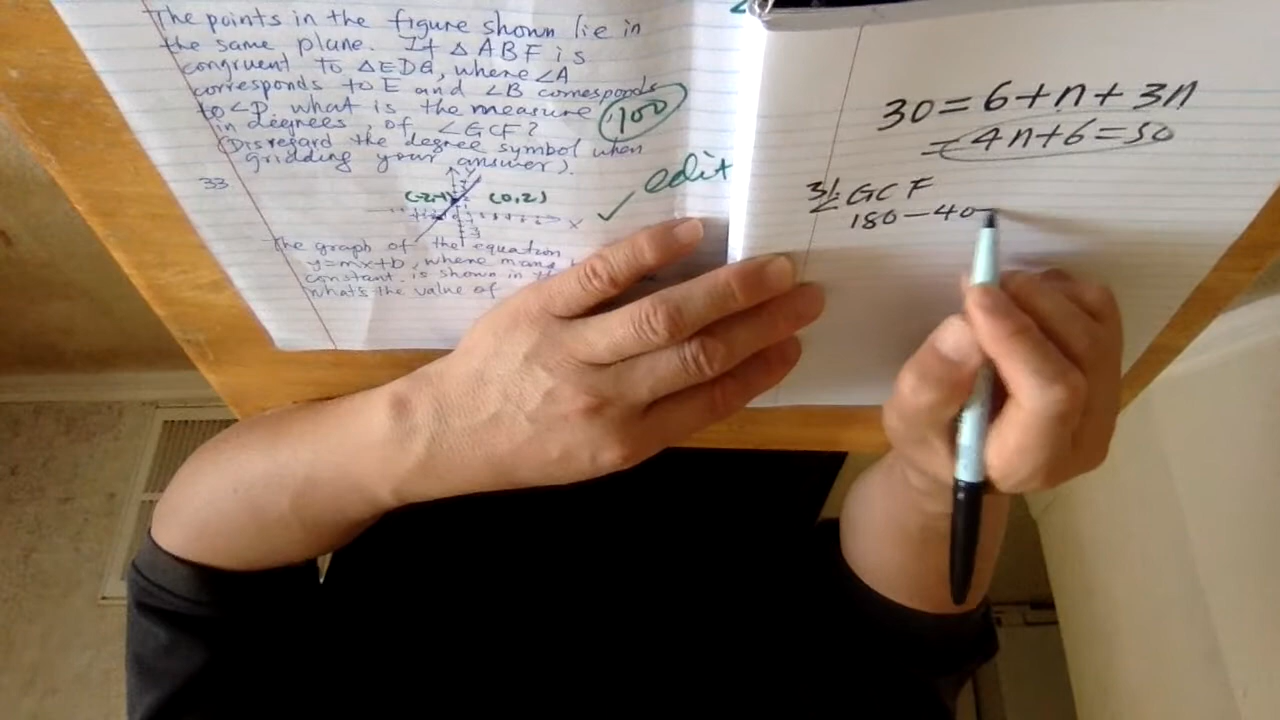 The points in the figure shown lie in
the same plane. If △ABF is
congruent to △EDG, where ∠A
corresponds to E and ∠B corresponds
to ∠D what is the measure
in degrees, of ∠GCF?
(Disregard the degree symbol when
gridding your answer).
100
edit
33
(0,2)
x
The graph of the equation
y=mx+b, where m and
constant, is shown in
What's the value of
30=6+n+3n
=4n+6=30
31. GCF
180-40-